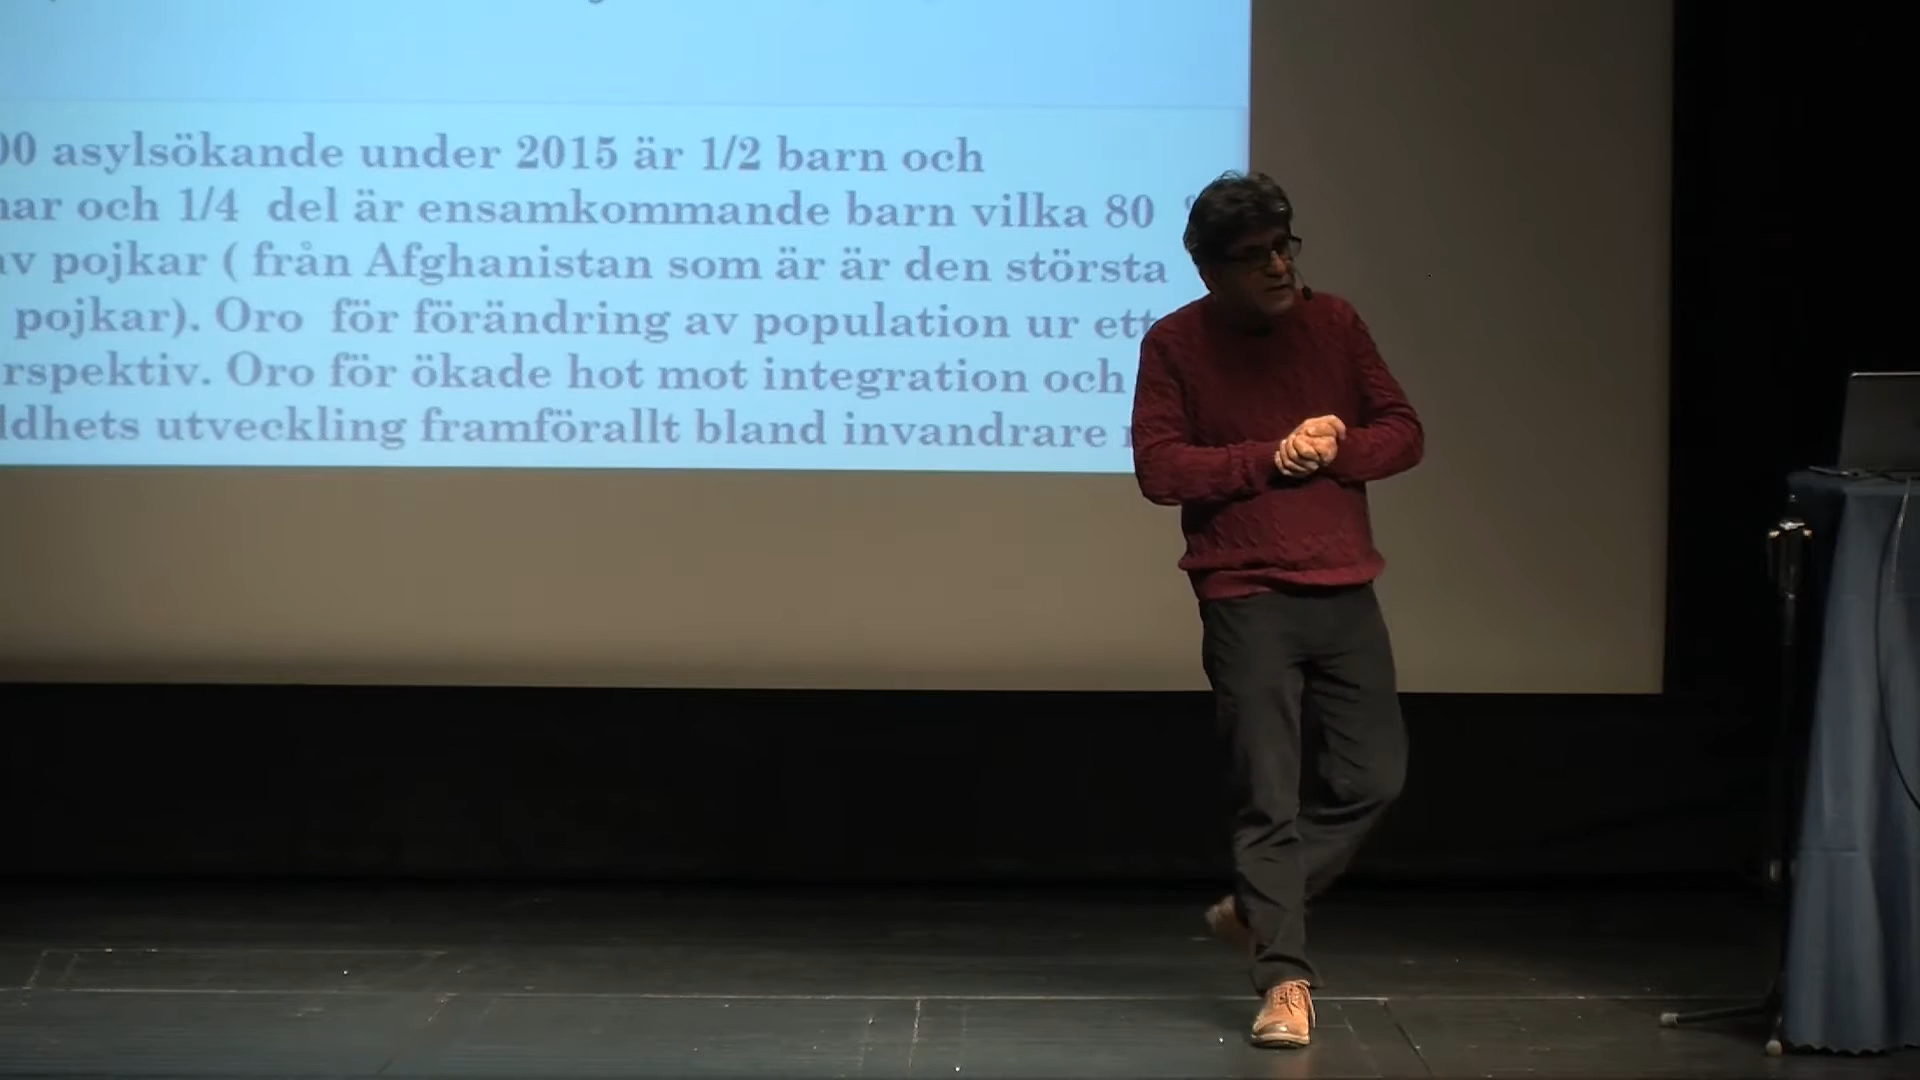 00 asylsökande under 2015 är 1/2 barn och
nar och 1/4 del är ensamkommande barn vilka 80
av pojkar ( från Afghanistan som är är den största
pojkar). Oro för förändring av population ur ett
rspektiv. Oro för ökade hot mot integration och
ldhets utveckling framförallt bland invandrare